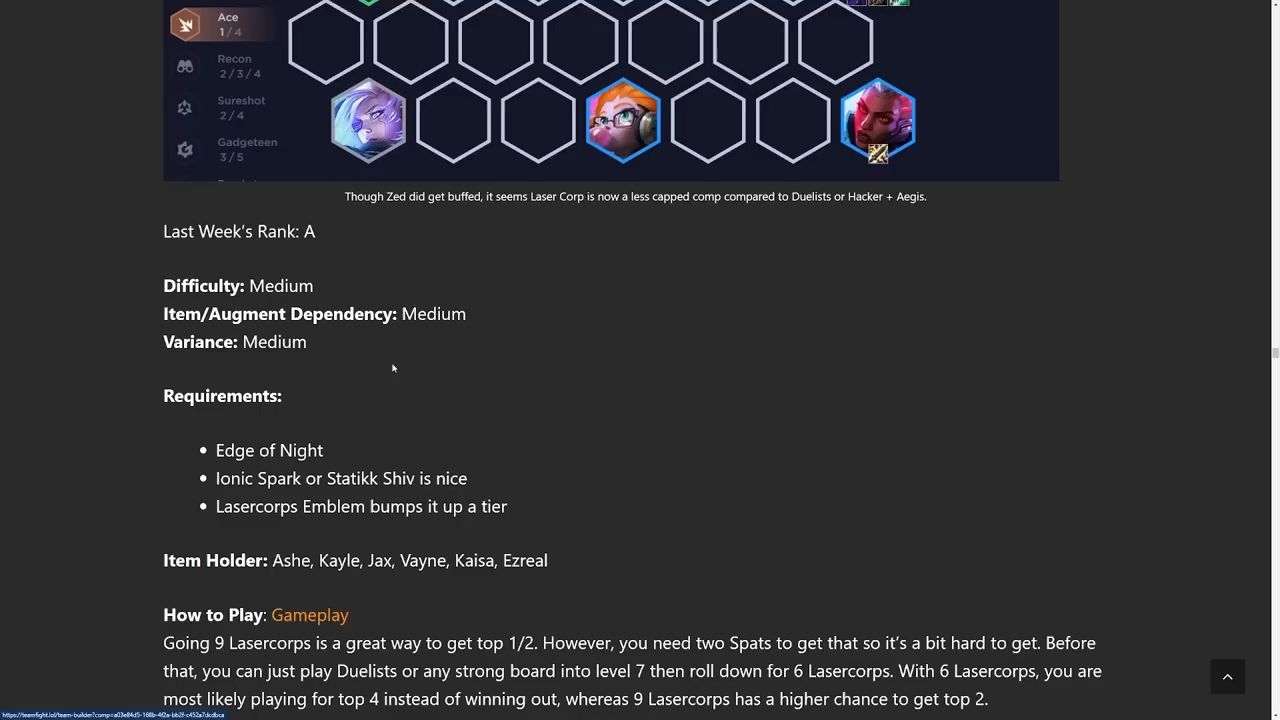 Ace
1 / 4
Recon
2 / 3 / 4
Sureshot
2 / 4
Gadgeteen
3 / 5
Though Zed did get buffed, it seems Laser Corp is now a less capped comp compared to Duelists or Hacker + Aegis.
Last Week's Rank: A
Difficulty: Medium
Item/Augment Dependency: Medium
Variance: Medium
Requirements:
• Edge of Night
• Ionic Spark or Statikk Shiv is nice
• Lasercorps Emblem bumps it up a tier
Item Holder: Ashe, Kayle, Jax, Vayne, Kaisa, Ezreal
How to Play: Gameplay
Going 9 Lasercorps is a great way to get top 1/2. However, you need two Spats to get that so it's a bit hard to get. Before
that, you can just play Duelists or any strong board into level 7 then roll down for 6 Lasercorps. With 6 Lasercorps, you are
most likely playing for top 4 instead of winning out, whereas 9 Lasercorps has a higher chance to get top 2.